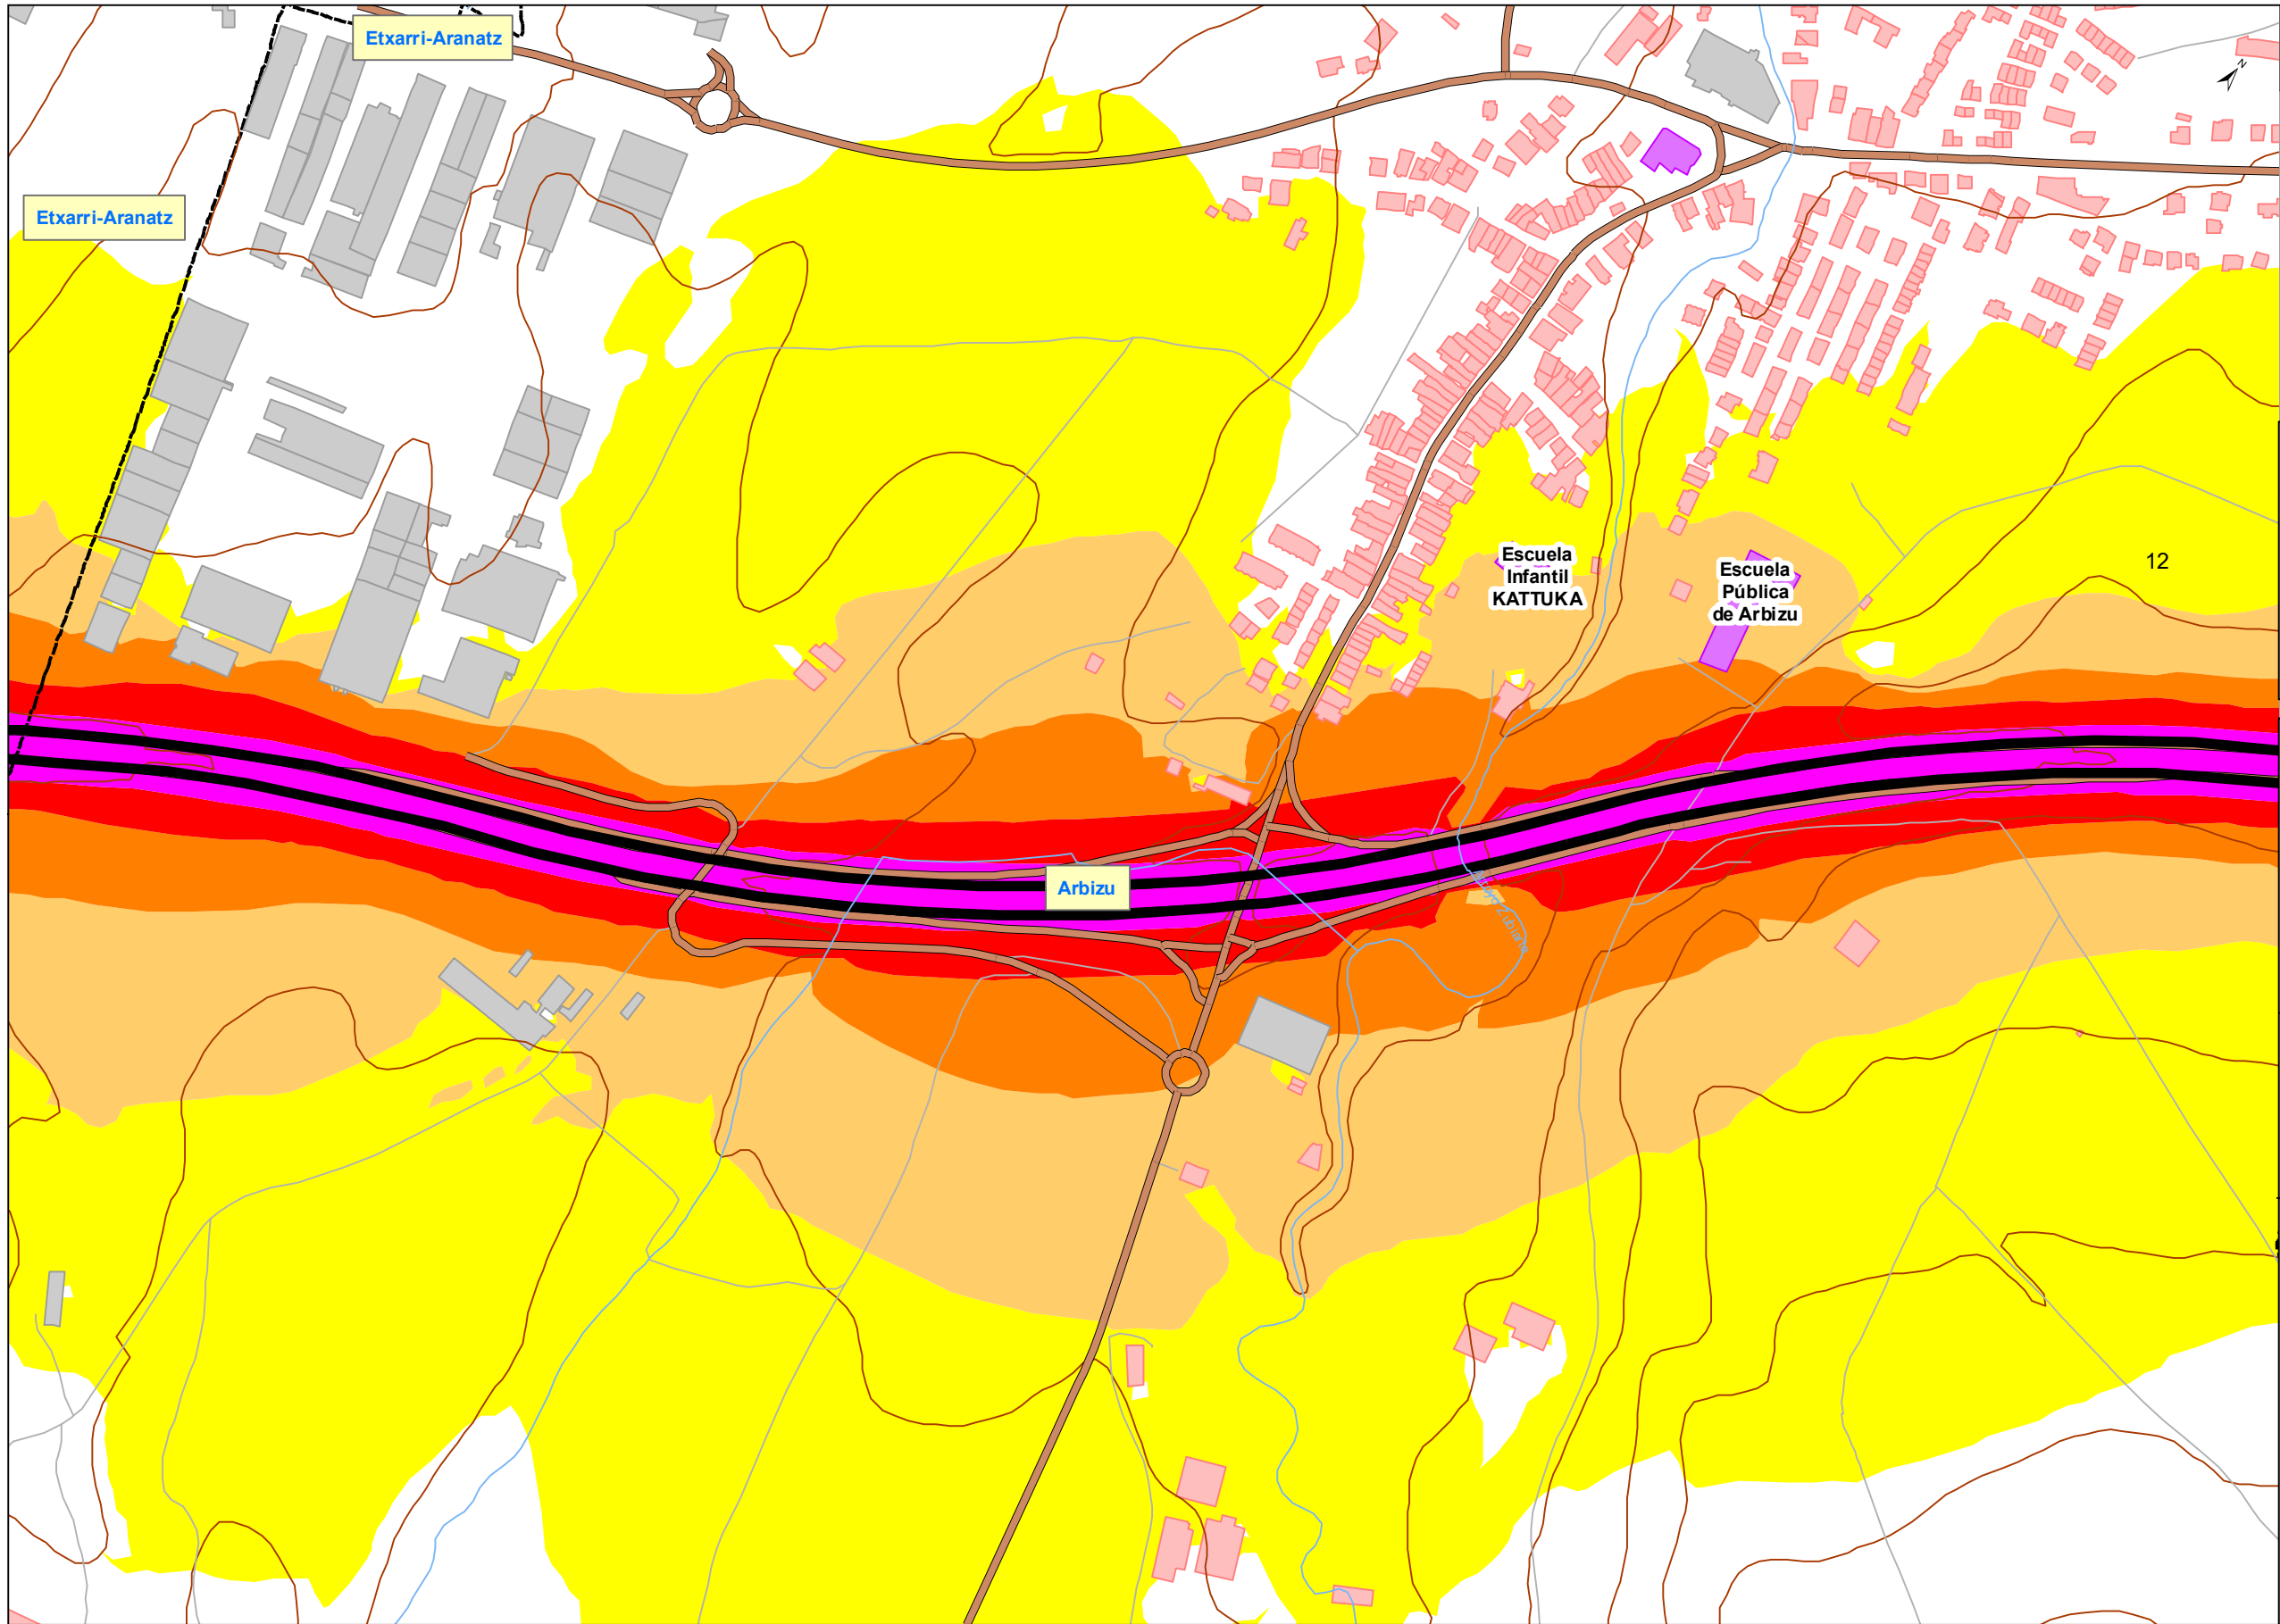 Etxarri-Aranatz
N
Etxarri-Aranatz
Escuela
Infantil
KATTUKA
Escuela
Pública
de Arbizu
12
Arbizu